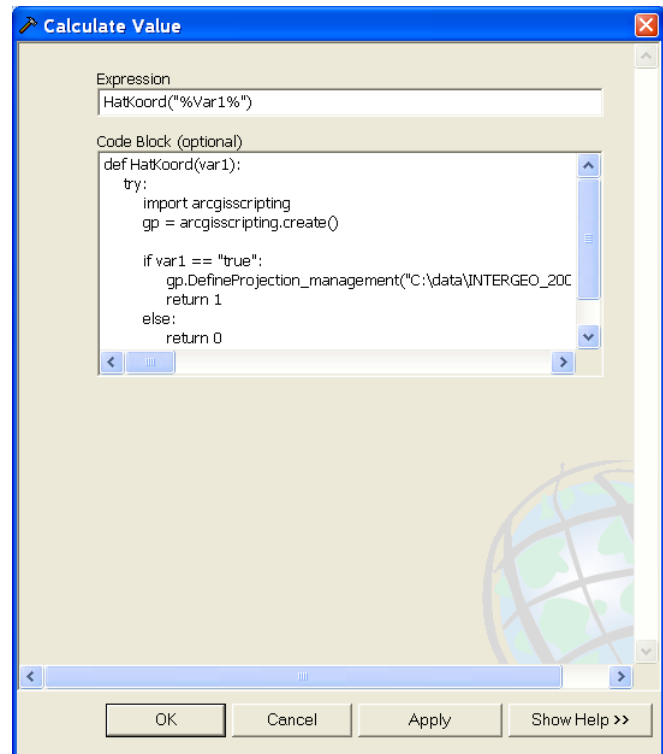 Calculate Value
Expression
HatKoord("%Var1%")
Code Block (optional)
def HatKoord(var1):
try:
import arcgisscripting
gp = arcgisscripting.create()
if var1 == "true":
gp.DefineProjection_management("C:\data\INTERGEO_200
return 1
else:
return 0
OK
Cancel
Apply
Show Help >>